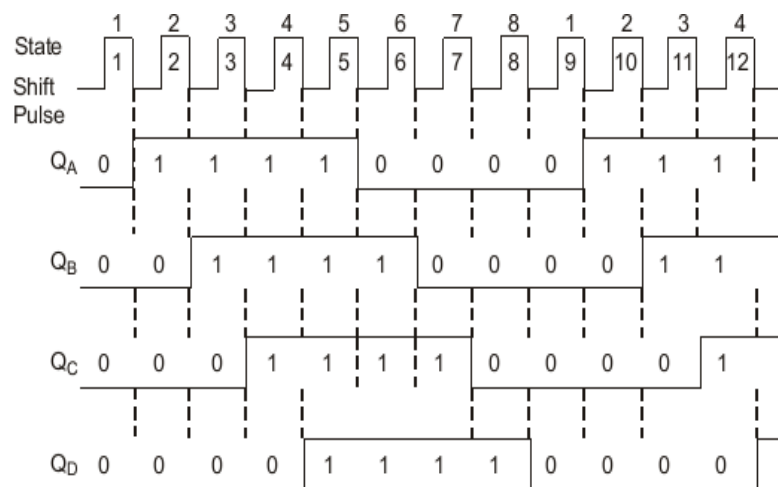 1 2 3 4 5 6 7 8 1 2 3 4
State
1 2 3 4 5 6 7 8 9 10 11 12
Shift
Pulse
QA 0 1 1 1 1 0 0 0 0 1 1 1
QB 0 0 1 1 1 1 0 0 0 0 1 1
QC 0 0 0 1 1 1 1 0 0 0 0 1
QD 0 0 0 0 1 1 1 1 0 0 0 0